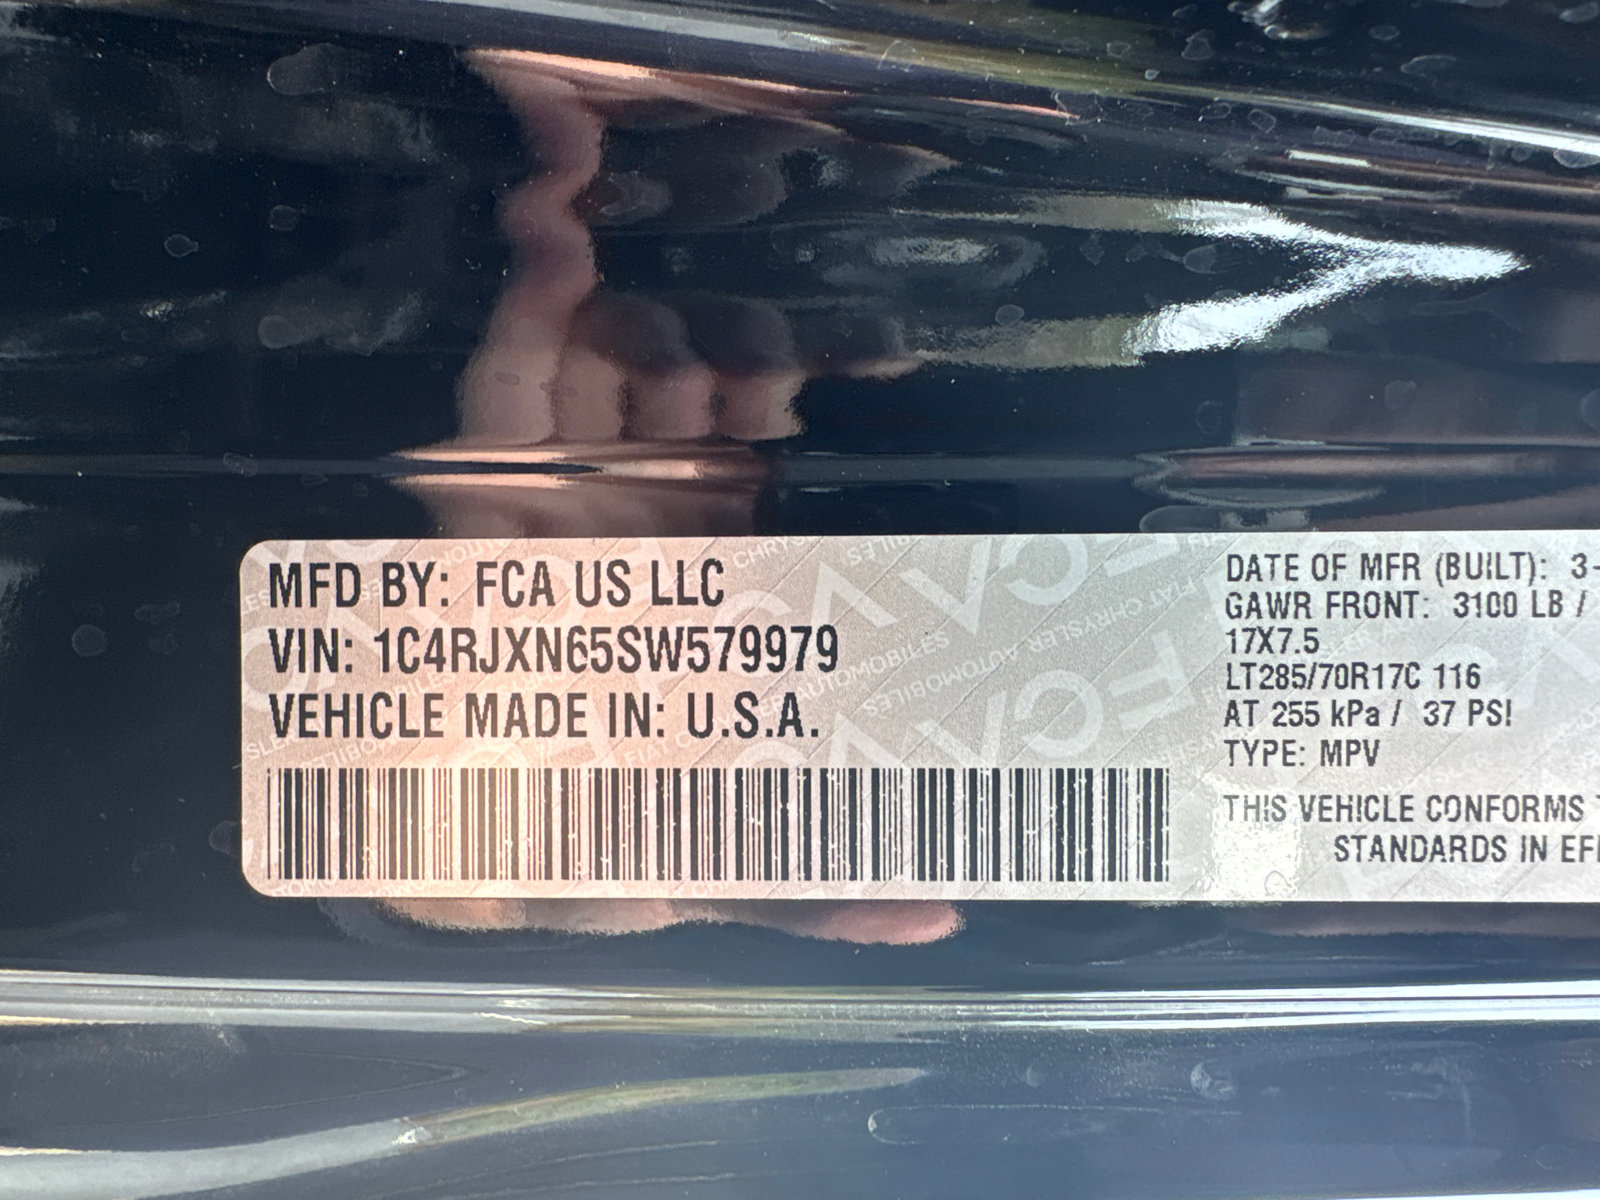 MFD BY: FCA US LLC
VIN: 1C4RJXN65SW579979
VEHICLE MADE IN: U.S.A.
DATE OF MFR (BUILT): 3-
GAWR FRONT: 3100 LB /
17X7.5
LT285/70R17C 116
AT 255 kPa / 37 PSI
TYPE: MPV
THIS VEHICLE CONFORMS
STANDARDS IN